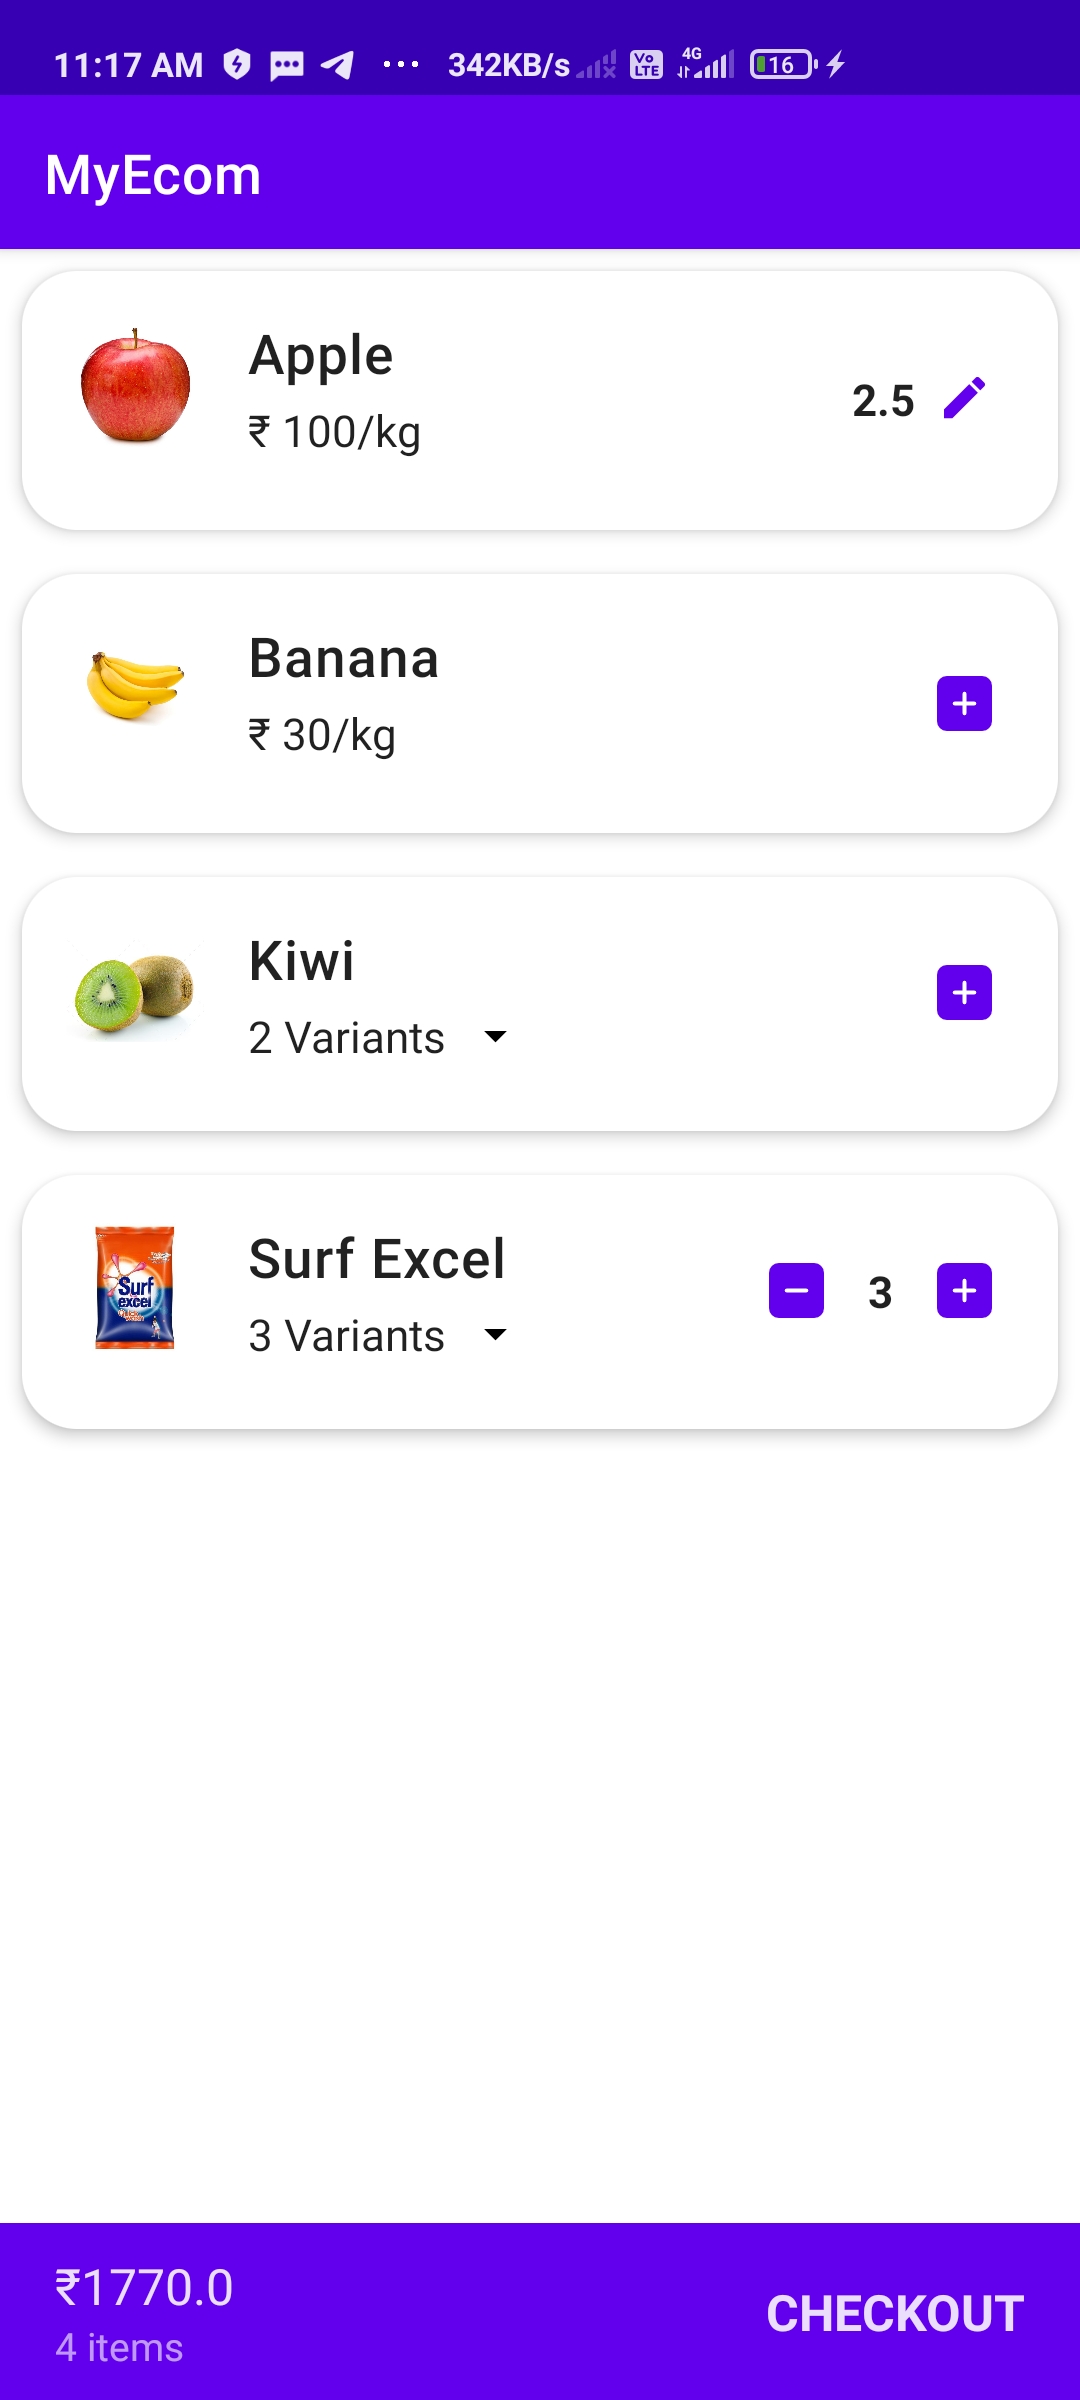 11:17 AM ... 342KB/s Vo LTE 4G 16
MyEcom
Apple
₹ 100/kg
2.5
Banana
₹ 30/kg
Kiwi
2 Variants
Surf Excel
3 Variants
3
Surf
excel
₹1770.0
4 items
CHECKOUT